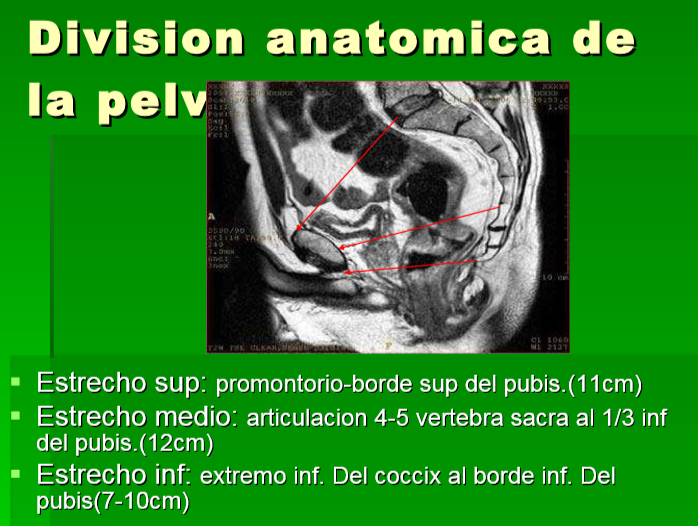 Division anatomica de
la pelv
A
P
10 cm
Estrecho sup: promontorio-borde sup del pubis.(11cm)
Estrecho medio: articulacion 4-5 vertebra sacra al 1/3 inf
del pubis.(12cm)
Estrecho inf: extremo inf. Del coccix al borde inf. Del
pubis(7-10cm)